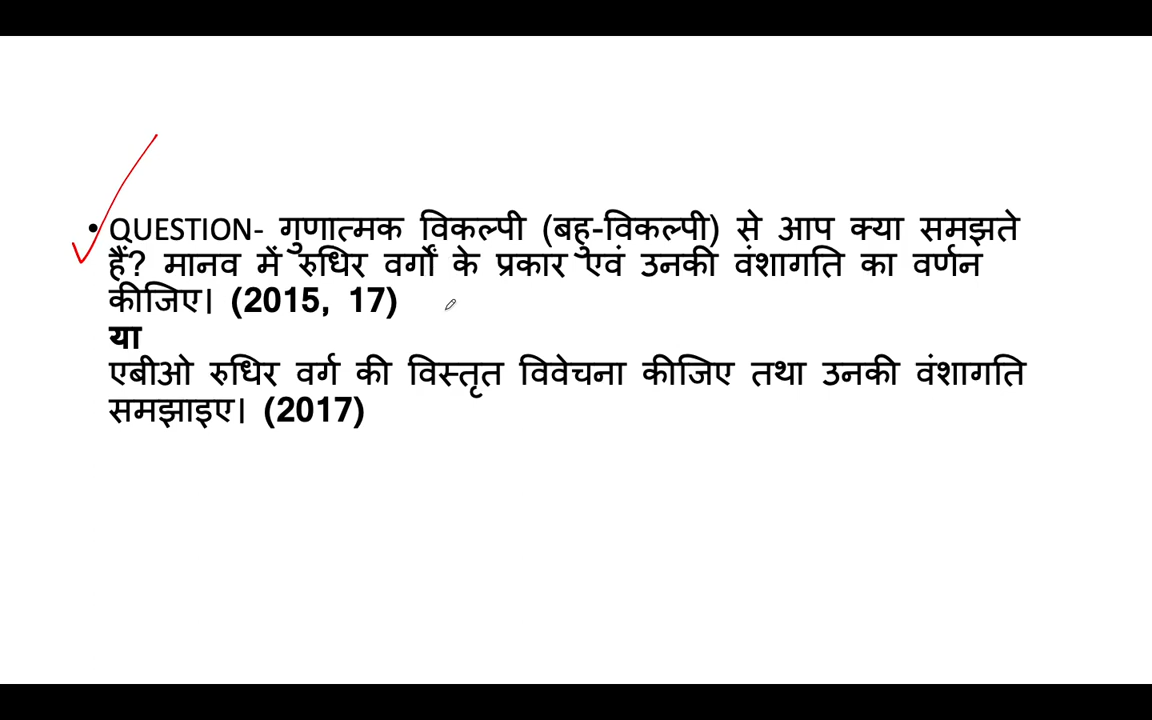 • QUESTION- गुणात्मक विकल्पी (बहु-विकल्पी) से आप क्या समझते
हैं? मानव में रुधिर वर्गों के प्रकार एवं उनकी वंशागति का वर्णन
कीजिए। (2015, 17)
या
एबीओ रुधिर वर्ग की विस्तृत विवेचना कीजिए तथा उनकी वंशागति
समझाइए। (2017)